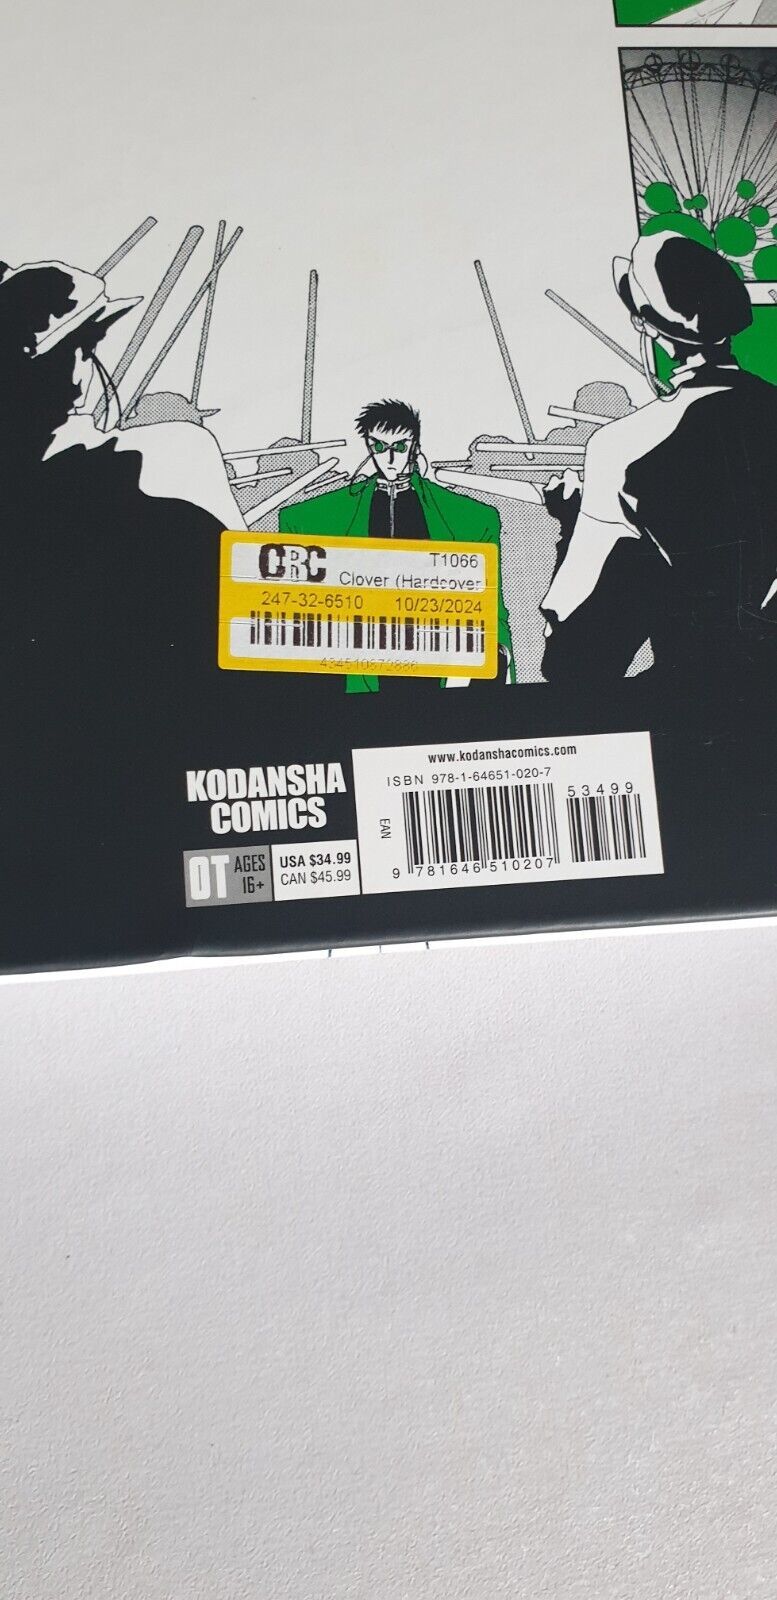 CRC
T1066
Clover (Hardcover)
247-32-6510 10/23/2024
434510872886
KODANSHA
COMICS
OT AGES
16+
USA $34.99
CAN $45.99
www.kodanshacomics.com
ISBN 978-1-64651-020-7
53499
EAN
9 781646 510207